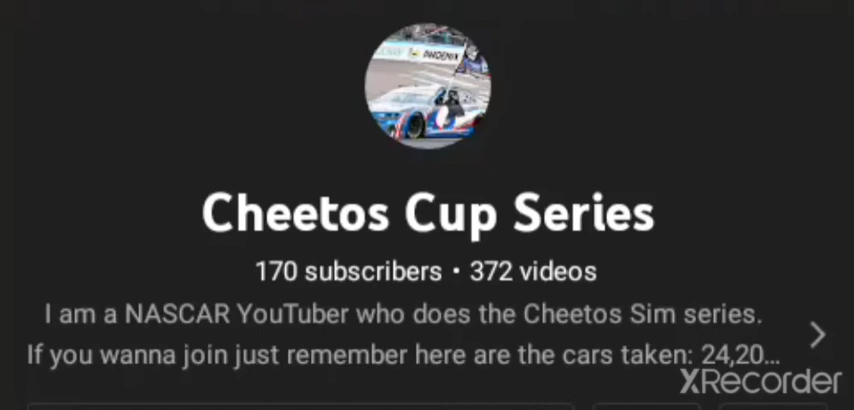 PHOENIX
Cheetos Cup Series
170 subscribers • 372 videos
I am a NASCAR YouTuber who does the Cheetos Sim series.
If you wanna join just remember here are the cars taken: 24,20...
XRecorder